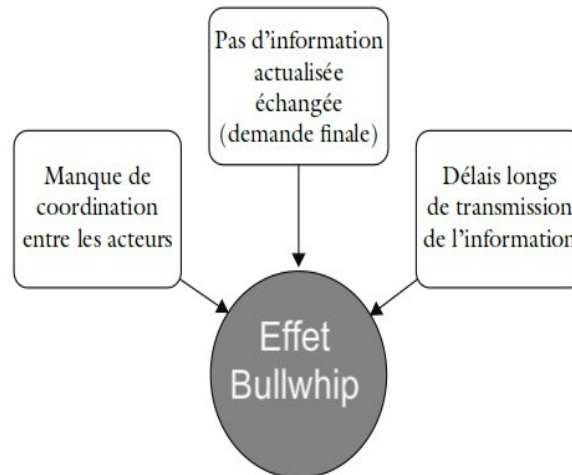 Pas d’information
actualisée
échangée
(demande finale)
Manque de
coordination
entre les acteurs
Délais longs
de transmission
de l’information
Effet
Bullwhip